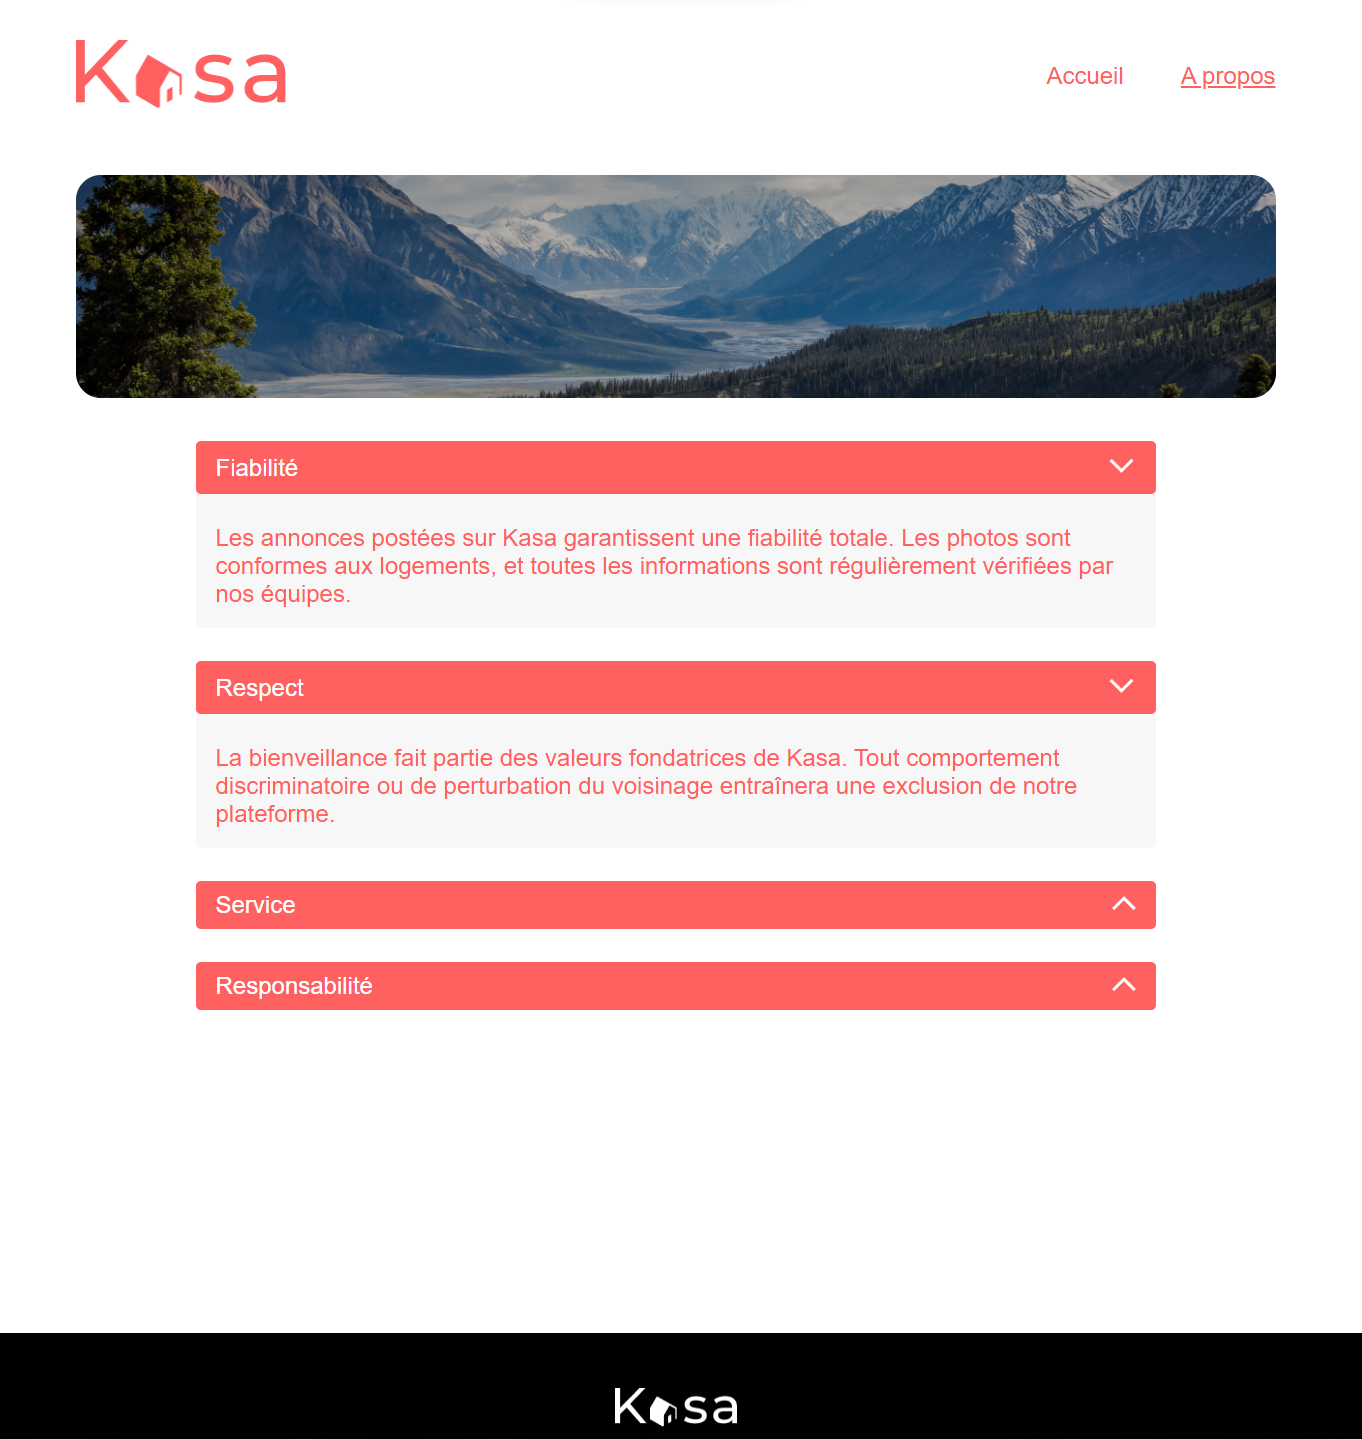 Kasa
Accueil
A propos
Fiabilité
Les annonces postées sur Kasa garantissent une fiabilité totale. Les photos sont
conformes aux logements, et toutes les informations sont régulièrement vérifiées par
nos équipes.
Respect
La bienveillance fait partie des valeurs fondatrices de Kasa. Tout comportement
discriminatoire ou de perturbation du voisinage entraînera une exclusion de notre
plateforme.
Service
Responsabilité
Kasa